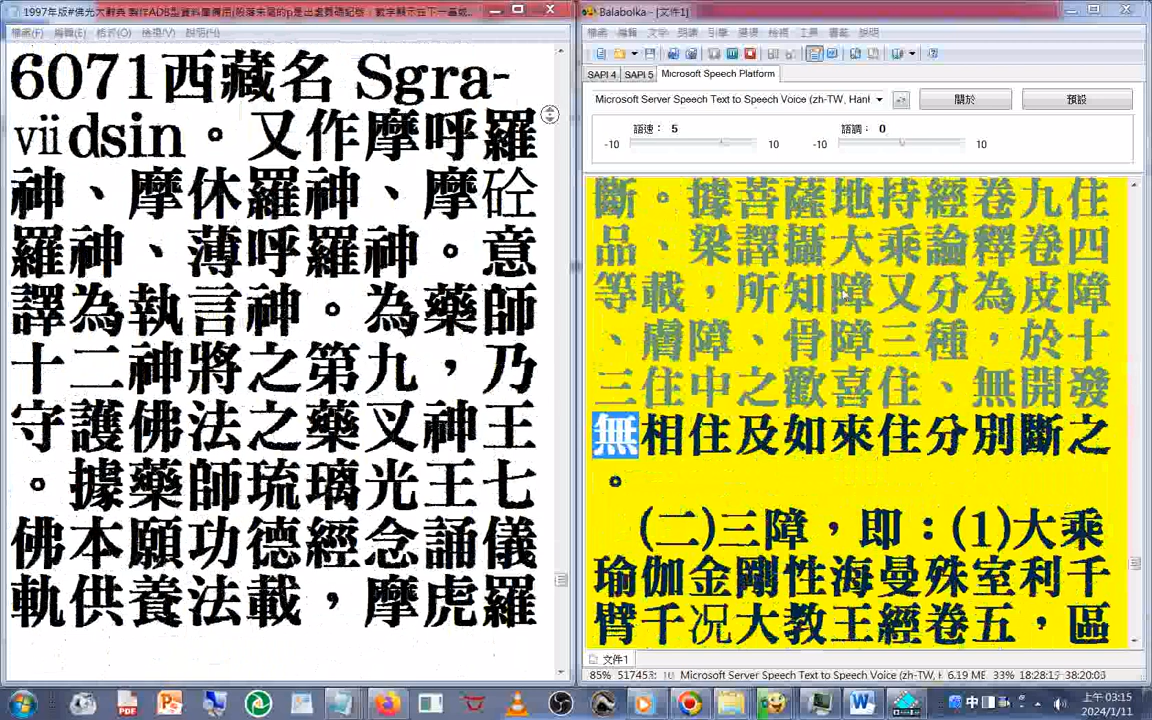 6071西藏名 Sgra-
viidsin。又作摩呼羅
神、摩休羅神、摩硿
羅神、薄呼羅神。意
譯為執言神。為藥師
十二神將之第九，乃
守護佛法之藥叉神王
。據藥師琉璃光王七
佛本願功德經念誦儀
軌供養法載，摩虎羅
Balabolka - [文件1]
SAPI 4
SAPI 5
Microsoft Speech Platform
Microsoft Server Speech Text to Speech Voice (zh-TW, Hanl
關於
預設
語速： 5
語調： 0
-10
10
-10
10
斷。據菩薩地持經卷九住
品、梁譯攝大乘論釋卷四
等載，所知障又分為皮障
、膚障、骨障三種，於十
三住中之歡喜住、無開發
無相住及如來住分別斷之
。
(二)三障，即：(1)大乘
瑜伽金剛性海曼殊室利千
臂千况大教王經卷五，區
文件1
85%
Microsoft Server Speech Text to Speech Voice (zh-TW, H
6.19 ME
33%
上午 03:15
2024/1/11